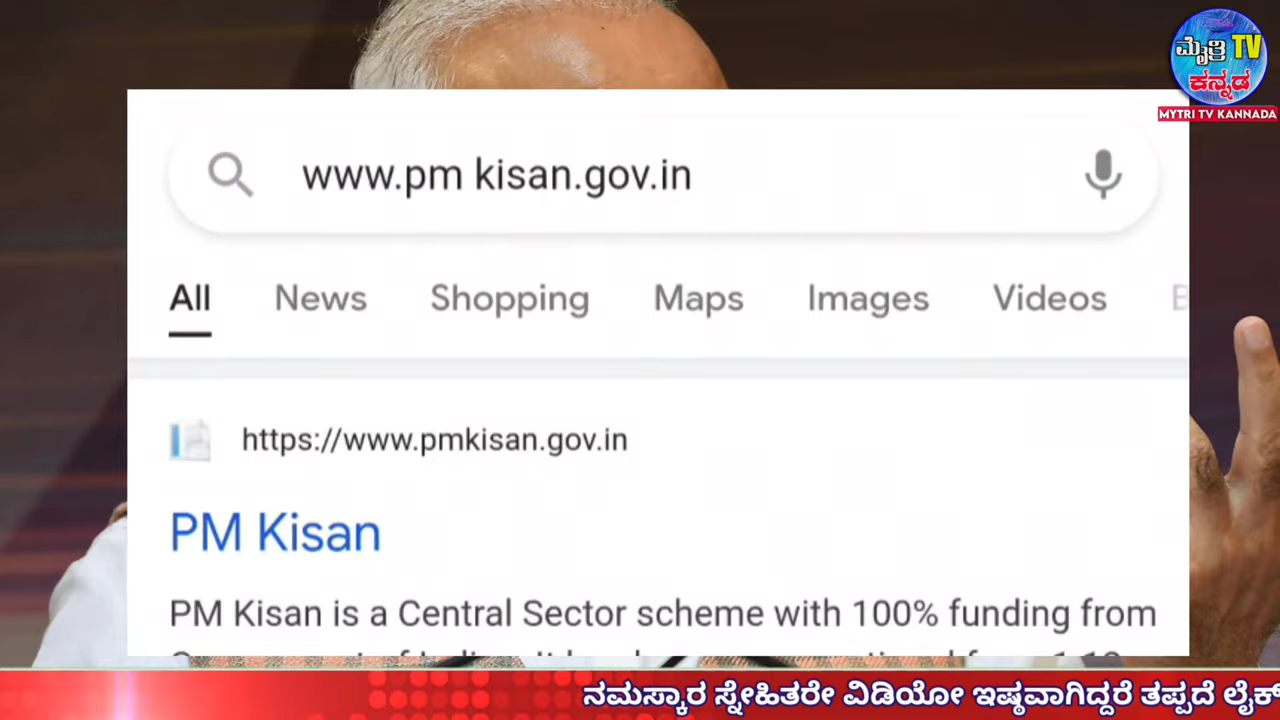 ಮೈತ್ರಿ TV
ಕನ್ನಡ
MYTRI TV KANNADA
www.pm kisan.gov.in
All News Shopping Maps Images Videos
https://www.pmkisan.gov.in
PM Kisan
PM Kisan is a Central Sector scheme with 100% funding from
ನಮಸ್ಕಾರ ಸ್ನೇಹಿತರೇ ವಿಡಿಯೋ ಇಷ್ಠವಾಗಿದ್ದರೆ ತಪ್ಪದೆ ಲೈಕ್